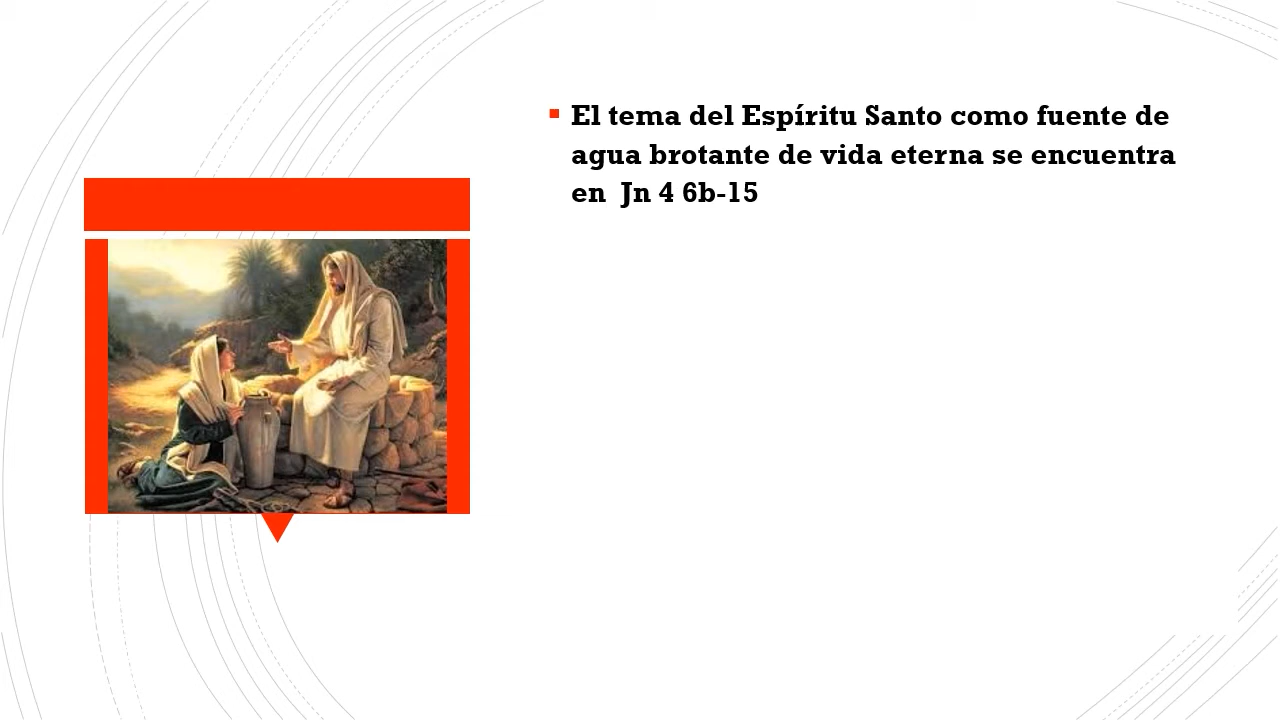 El tema del Espíritu Santo como fuente de
agua brotante de vida eterna se encuentra
en  Jn 4 6b-15